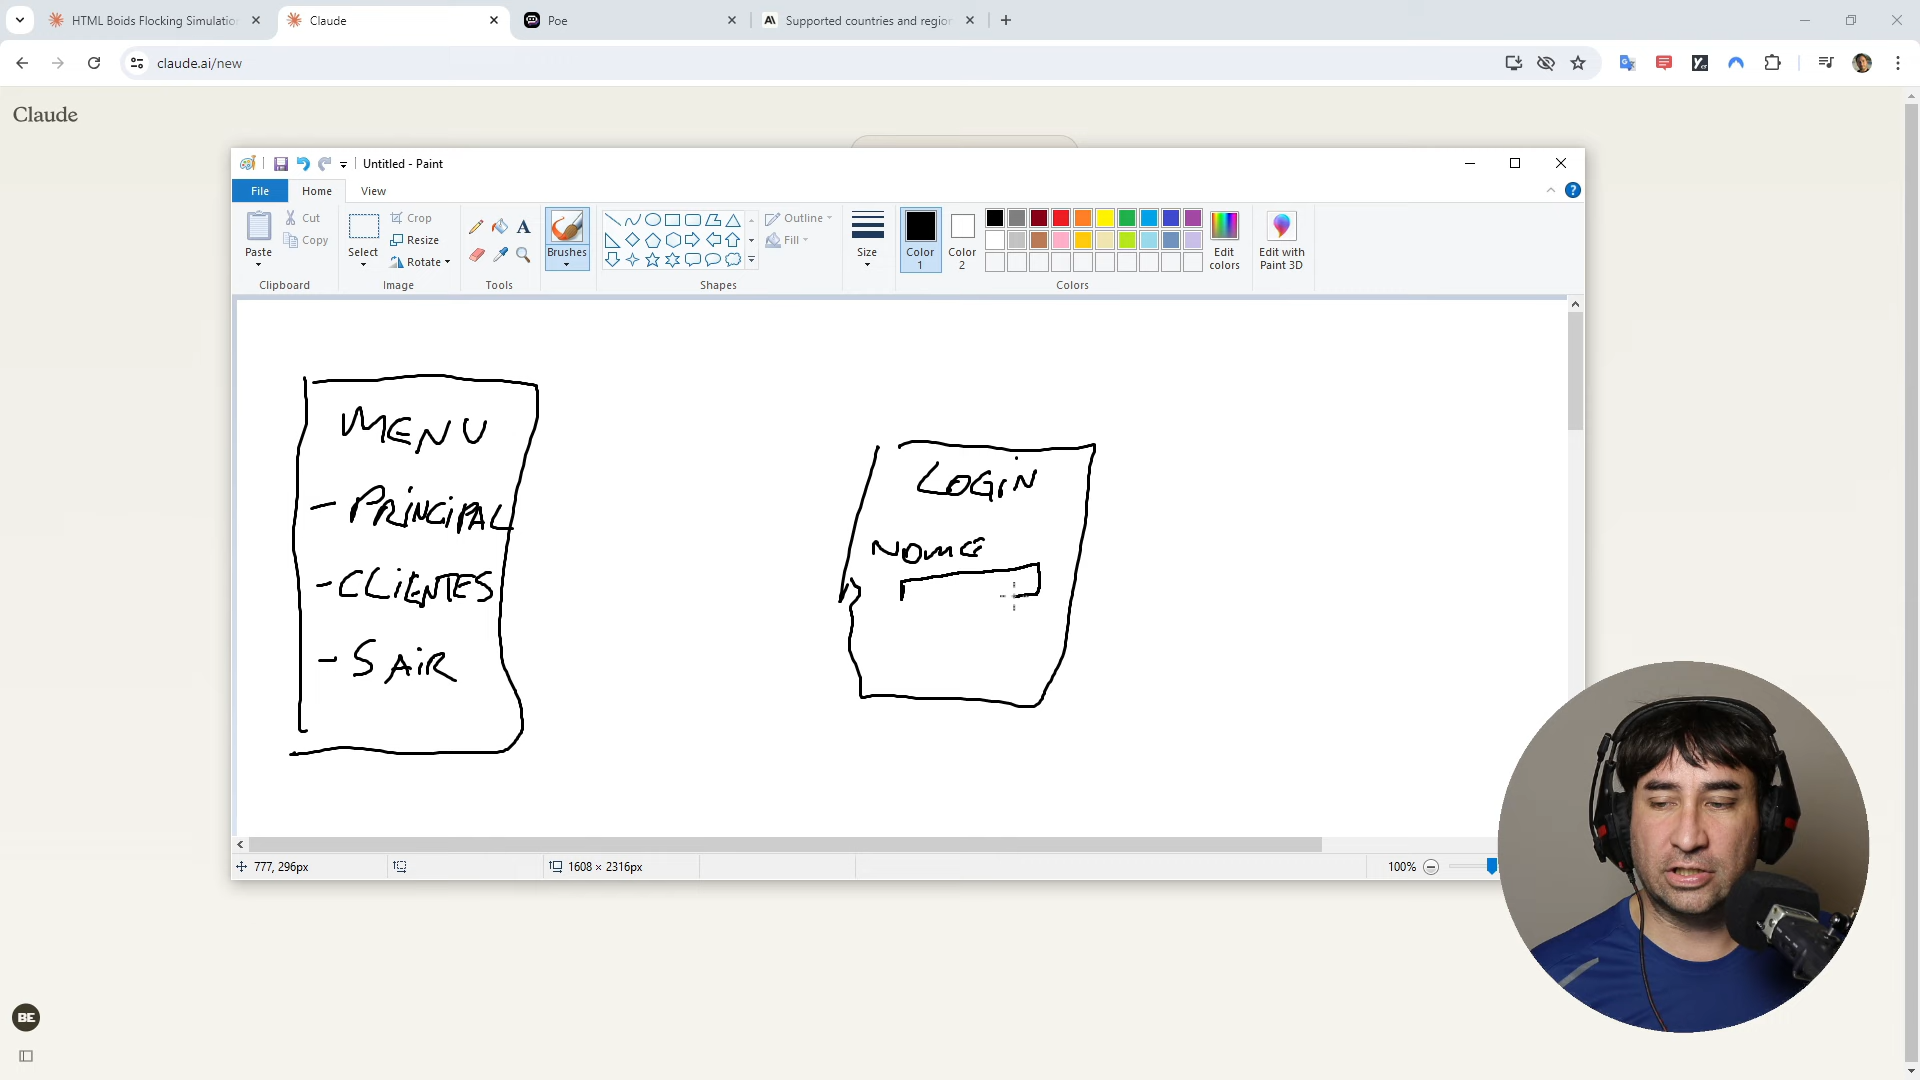 HTML Boids Flocking Simulatio
Claude
Poe
Supported countries and region
claude.ai/new
Claude
Untitled - Paint
File
Home
View
Paste
Cut
Copy
Clipboard
Select
Crop
Resize
Rotate
Image
Tools
Brushes
Outline
Fill
Shapes
Size
Color 1
Color 2
Edit colors
Edit with Paint 3D
Colors
MENU
- PRINCIPAL
- CLIENTES
- SAIR
LOGIN
NOME
777, 296px
1608 × 2316px
100%
BE